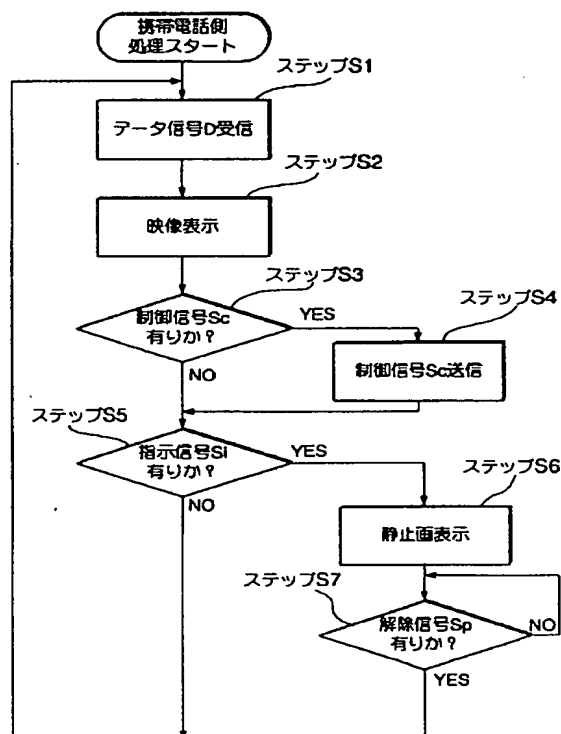 携帯電話側
処理スタート
ステップS1
データ信号D受信
ステップS2
映像表示
ステップS3
制御信号Sc
有りか？
YES
ステップS4
制御信号Sc送信
NO
ステップS5
指示信号Si
有りか？
YES
ステップS6
NO
静止画表示
ステップS7
解除信号Sp
有りか？
NO
YES